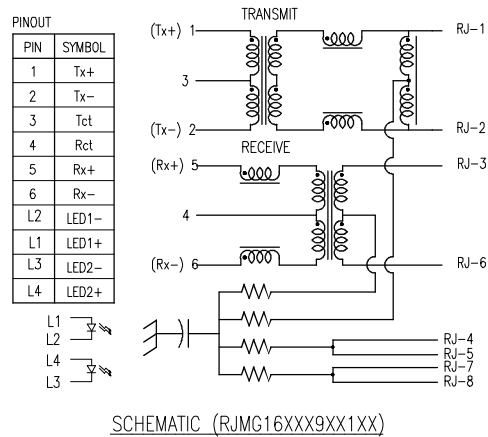 PINOUT
PIN SYMBOL
1 Tx+
2 Tx-
3 Tct
4 Rct
5 Rx+
6 Rx-
L2 LED1-
L1 LED1+
L3 LED2-
L4 LED2+
L1
L2
L4
L3
TRANSMIT
(Tx+) 1
RJ-1
3
(Tx-) 2
RJ-2
RECEIVE
(Rx+) 5
RJ-3
4
(Rx-) 6
RJ-6
RJ-4
RJ-5
RJ-7
RJ-8
SCHEMATIC (RJMG16XXX9XX1XX)